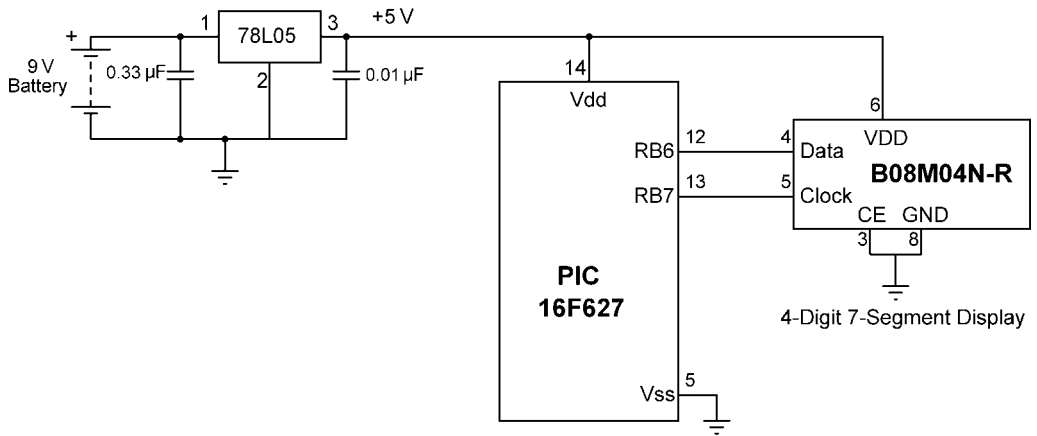 +5 V
1
78L05
3
+
9 V
Battery
0.33 µF
2
0.01 µF
14
Vdd
6
RB6
12
4
Data
VDD
B08M04N-R
RB7
13
5
Clock
CE
GND
3
8
PIC
16F627
4-Digit 7-Segment Display
Vss
5